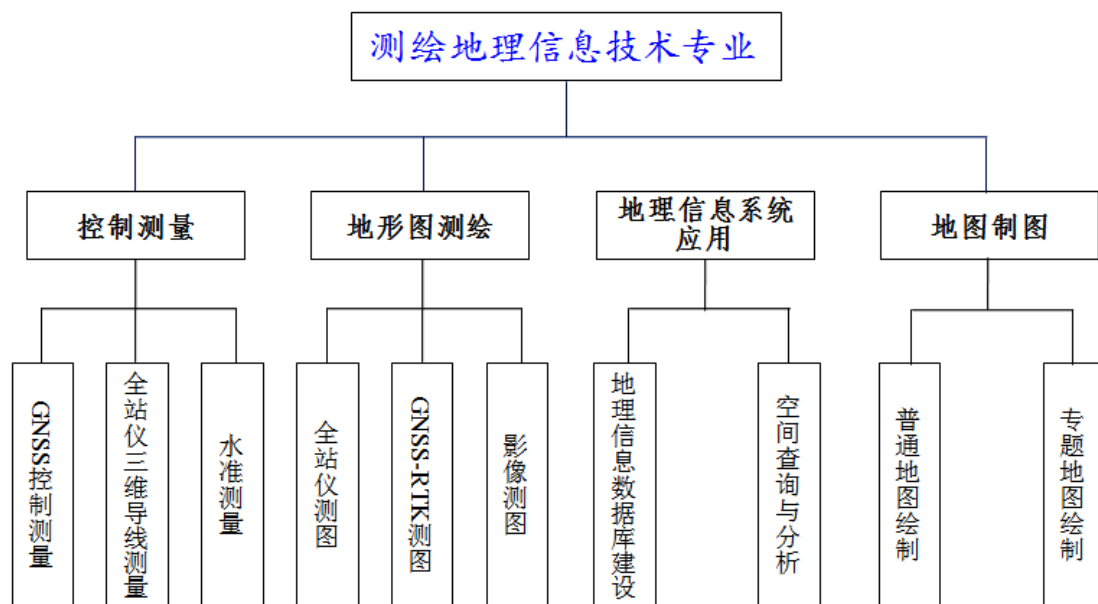 测绘地理信息技术专业
控制测量
地形图测绘
地理信息系统
应用
地图制图
GNSS控制测量
全站仪三维导线测量
水准测量
全站仪测图
GNSS-RTK测图
影像测图
地理信息数据库建设
空间查询与分析
普通地图绘制
专题地图绘制